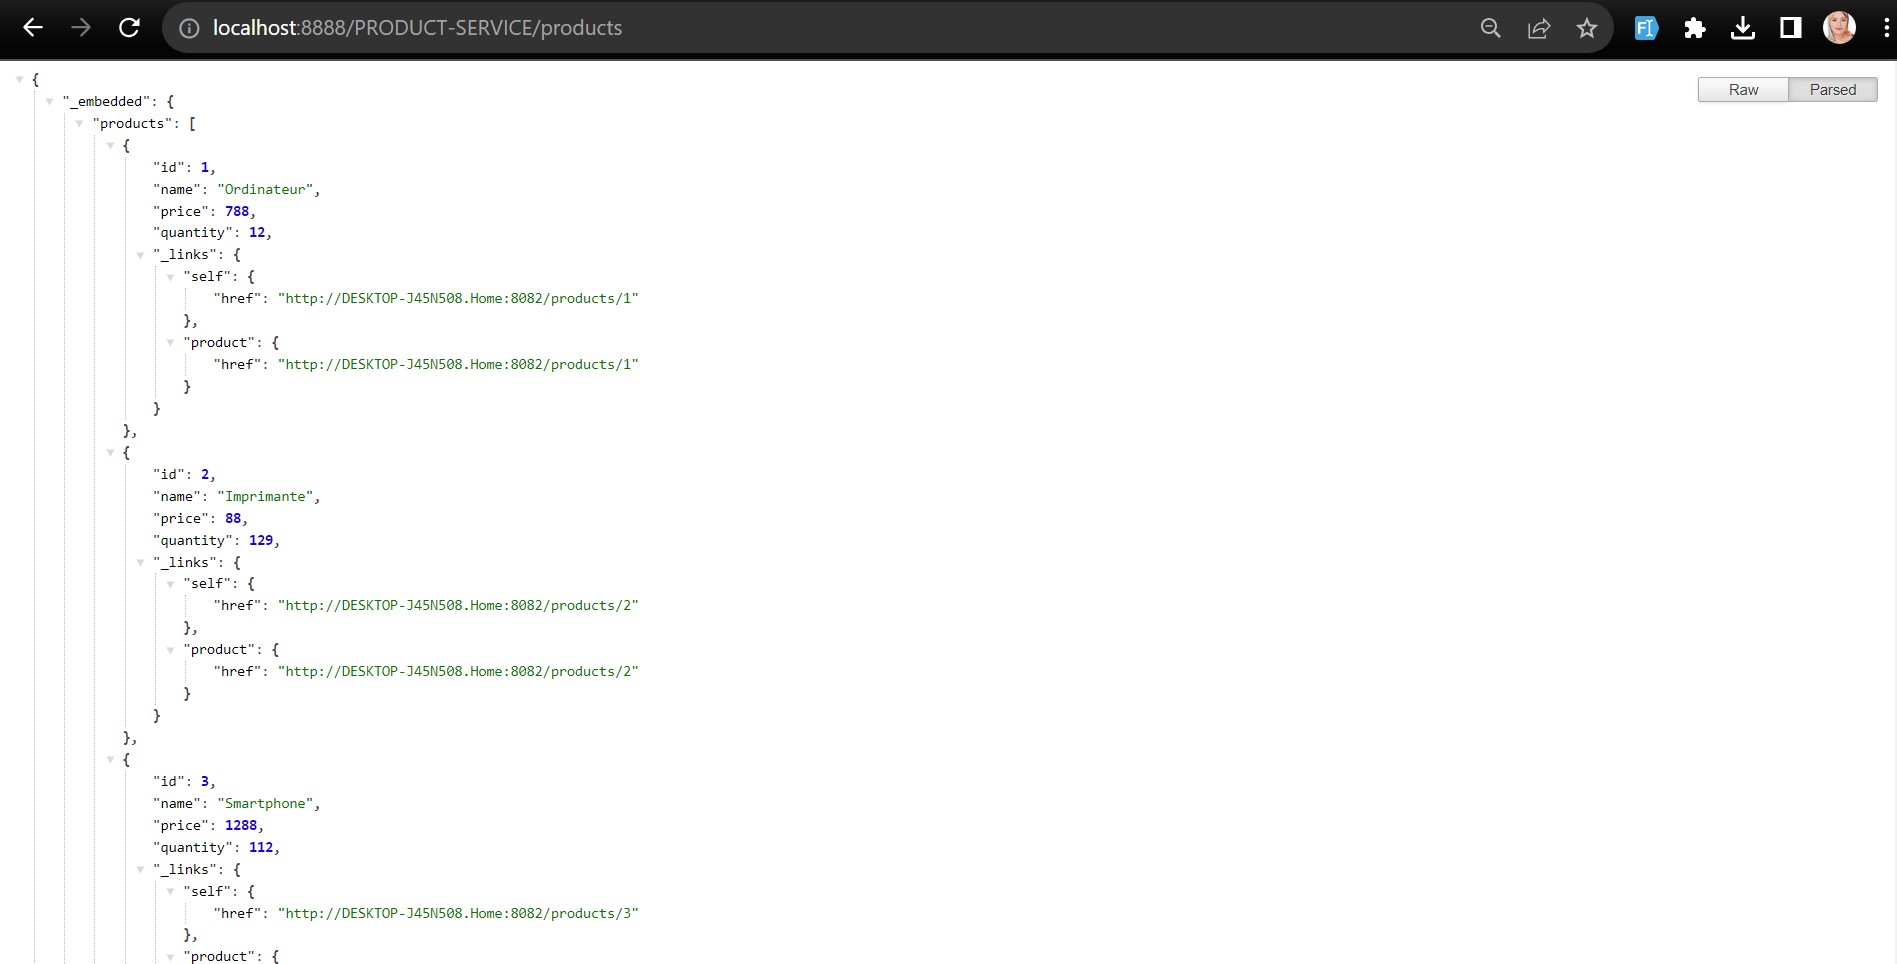 localhost:8888/PRODUCT-SERVICE/products
Raw Parsed
{
"_embedded": {
"products": [
{
"id": 1,
"name": "Ordinateur",
"price": 788,
"quantity": 12,
"_links": {
"self": {
"href": "http://DESKTOP-J45N508.Home:8082/products/1"
},
"product": {
"href": "http://DESKTOP-J45N508.Home:8082/products/1"
}
}
},
{
"id": 2,
"name": "Imprimante",
"price": 88,
"quantity": 129,
"_links": {
"self": {
"href": "http://DESKTOP-J45N508.Home:8082/products/2"
},
"product": {
"href": "http://DESKTOP-J45N508.Home:8082/products/2"
}
}
},
{
"id": 3,
"name": "Smartphone",
"price": 1288,
"quantity": 112,
"_links": {
"self": {
"href": "http://DESKTOP-J45N508.Home:8082/products/3"
},
"product": {